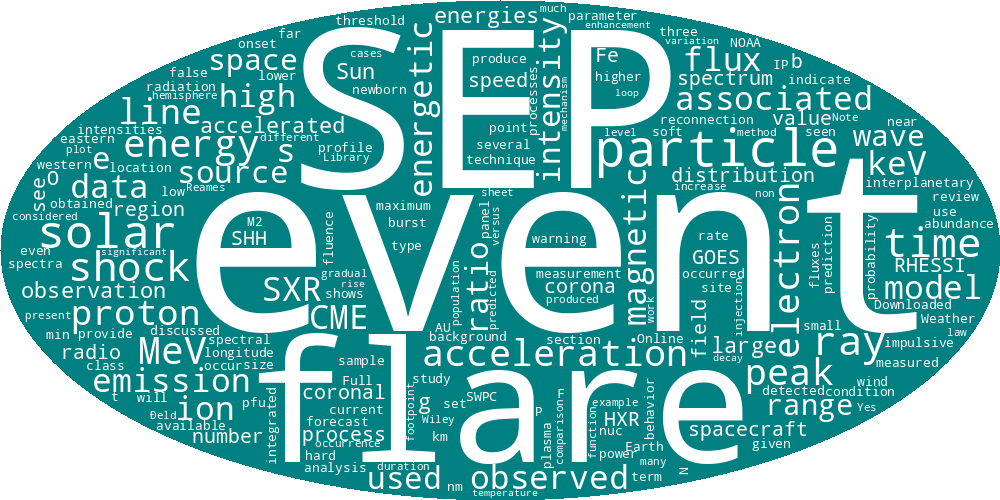 much
threshold
energies
parameter
enhancement
far
three
onset
variation
NOAA
cases
space
SEP
energetic
produce
intensity
Fe
flux
IP
b
false
lower
Sun
speed
processes
higher
spectrum
indicate
radiation
hemisphere
high
newborn
mechanism
loop
associated
line
intensities
accelerated
point
level
soft
reconnection
value
Note
near
eastern
energy
different
s
profile
several
particle
method
seen
wave
plot
western
location
e
source
Library
technique
distribution
keV
see
O
data
low
Reames
sheet
increase
non
interplanetary
obtained
region
maximum
magnetic
electron
review
considered
M2
fluence
burst
panel
versus
use
abundance
solar
SHH
event
type
ratio
warning
rate
GOES
fluxes
prediction
probability
time
even
significant
spectra
shock
gradual
rise
population
predicted
measurement
occurred
RHESSI
observation
SXR
shows
corona
site
model
produced
work
injection
Downloaded
present
proton
CME
AU
field
small
Weather
law
min
provide
discussed
spectral
background
section
Online
large
ray
impulsive
radio
MeV
longitude
sample
acceleration
decay
measured
class
occur
size
flare
peak
wind
emission
Full
coronal
study
F
example
behavior
detected
condition
t
will
ion
pfu
current
footpoint
g
set
SWPC
P
HXR
range
Yes
Ðeld
available
integrated
forecast
Wiley
comparison
function
nuc
spacecraft
number
process
occurrence
km
plasma
power
Earth
given
hard
analysis
many
duration
used
nm
observed
term
N
temperature